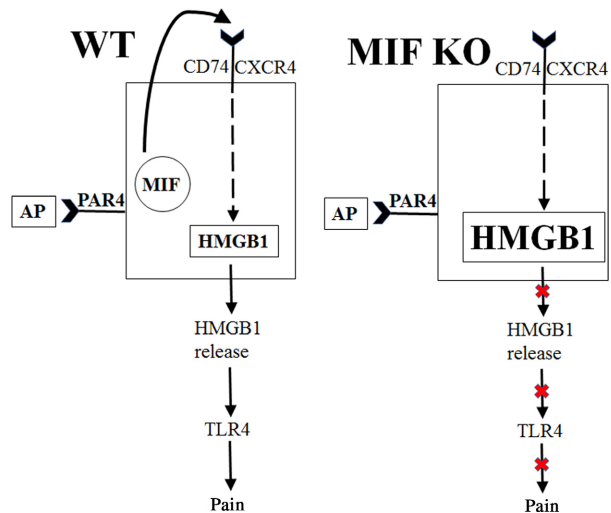 WT
CD74 CXCR4
MIF
PAR4
AP
HMGB1
HMGB1
release
TLR4
Pain
MIF KO
CD74 CXCR4
PAR4
AP
HMGB1
HMGB1
release
TLR4
Pain